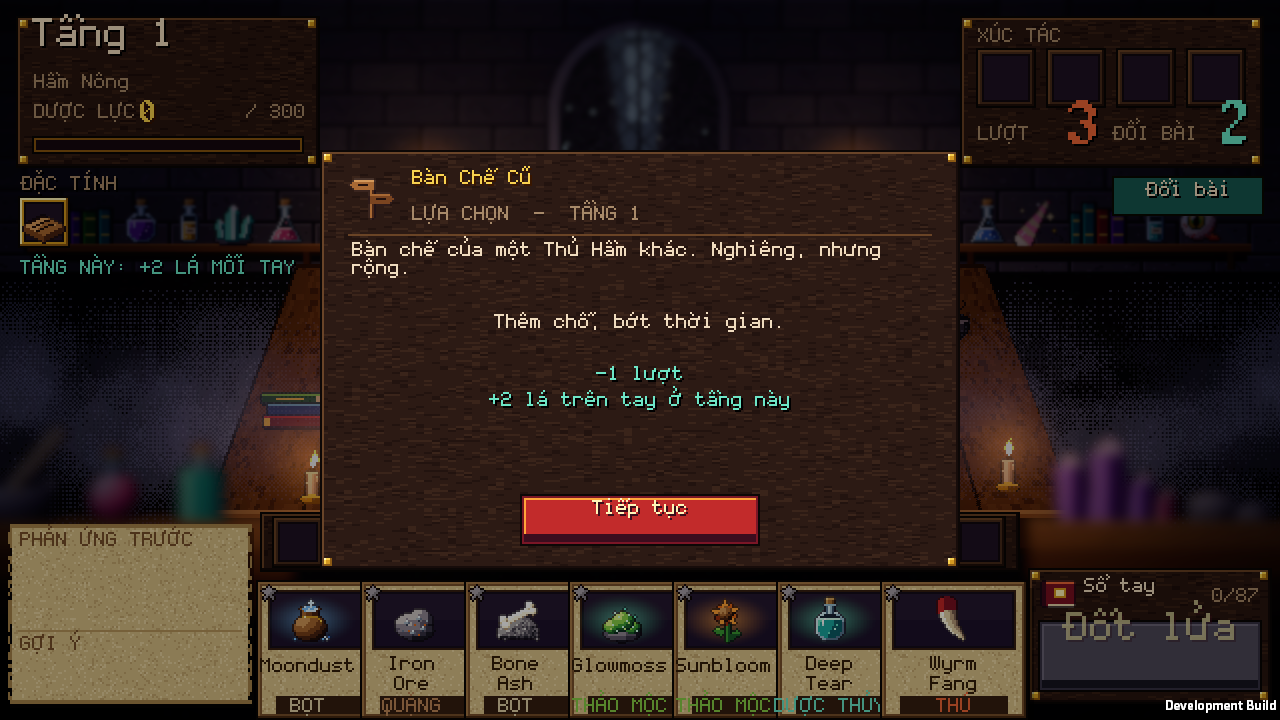 Tầng 1
Hầm Nông
DƯỢC LỰC 0 / 300
ĐẶC TÍNH
TẦNG NÀY: +2 LÁ MỖI TAY
XÚC TÁC
LƯỢT 3 ĐỔI BÀI 2
Đổi bài
Bàn Chế Cũ
LỰA CHỌN - TẦNG 1
Bàn chế của một Thủ Hầm khác. Nghiêng, nhưng
rộng.
Thêm chỗ, bớt thời gian.
-1 lượt
+2 lá trên tay ở tầng này
Tiếp tục
PHẢN ỨNG TRƯỚC
GỢI Ý
Moondust
BỘT
Iron
Ore
QUẶNG
Bone
Ash
BỘT
Glowmoss
THẢO MỘC
Sunbloom
THẢO MỘC
Deep
Tear
DƯỢC THỦY
Wyrm
Fang
THÚ
Sổ tay
0/87
Đốt lửa
Development Build